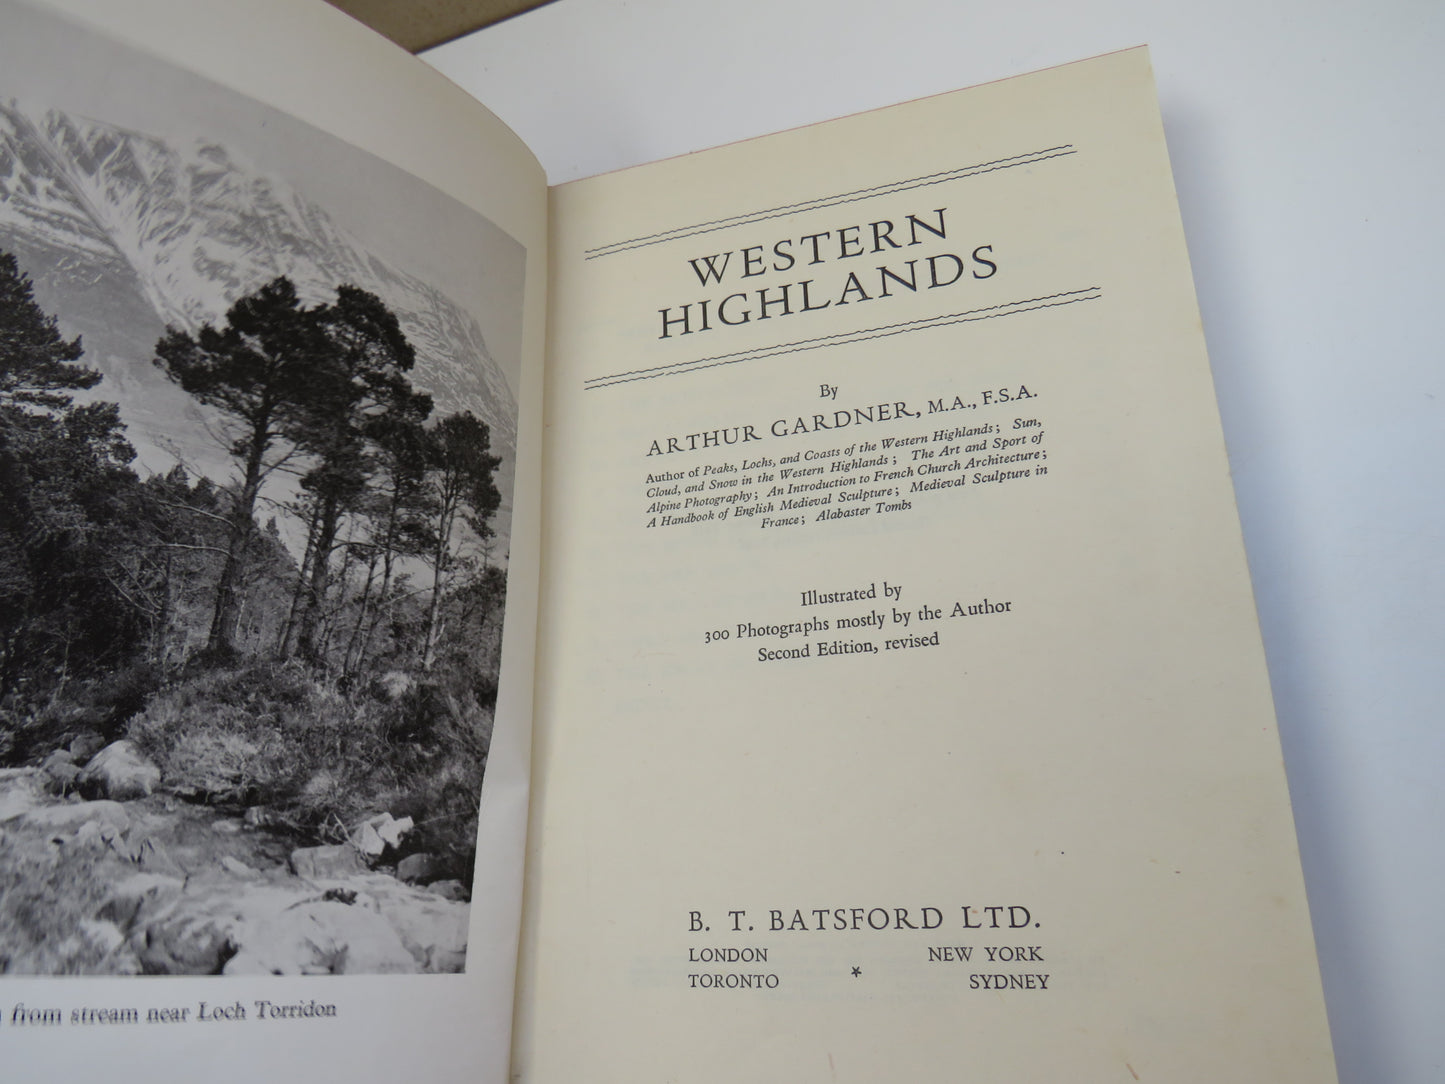 from stream near Loch Torridon
WESTERN
HIGHLANDS
By
ARTHUR GARDNER, M.A., F.S.A.
Author of Peaks, Lochs, and Coasts of the Western Highlands; Sun,
Cloud, and Snow in the Western Highlands; The Art and Sport of
Alpine Photography; An Introduction to French Church Architecture;
A Handbook of English Medieval Sculpture; Medieval Sculpture in
France; Alabaster Tombs
Illustrated by
300 Photographs mostly by the Author
Second Edition, revised
B. T. BATSFORD LTD.
LONDON NEW YORK
TORONTO * SYDNEY